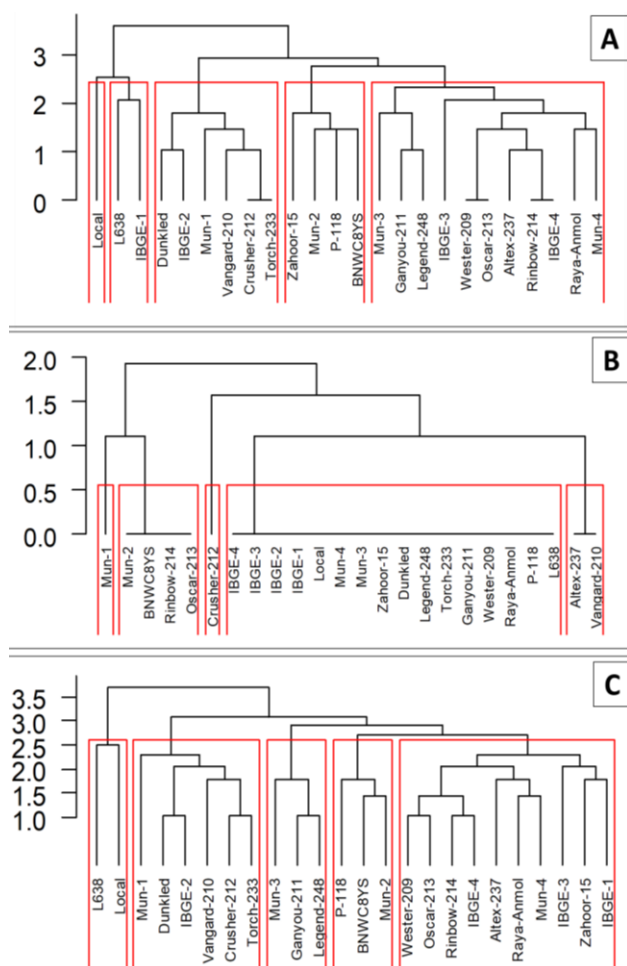 A
3
2
1
0
Local
L638
IBGE-1
Dunkled
IBGE-2
Mun-1
Vangard-210
Crusher-212
Torch-233
Zahoor-15
Mun-2
P-118
BNWC8YS
Mun-3
Ganyou-211
Legend-248
IBGE-3
Wester-209
Oscar-213
Altex-237
Rinbow-214
IBGE-4
Raya-Anmol
Mun-4
B
2.0
1.5
1.0
0.5
0.0
Mun-1
Mun-2
BNWC8YS
Rinbow-214
Oscar-213
Crusher-212
IBGE-4
IBGE-3
IBGE-2
IBGE-1
Local
Mun-4
Mun-3
Zahoor-15
Dunkled
Legend-248
Torch-233
Ganyou-211
Wester-209
Raya-Anmol
P-118
L638
Altex-237
Vangard-210
C
3.5
3.0
2.5
2.0
1.5
1.0
L638
Local
Mun-1
Dunkled
IBGE-2
Vangard-210
Crusher-212
Torch-233
Mun-3
Ganyou-211
Legend-248
P-118
BNWC8YS
Mun-2
Wester-209
Oscar-213
Rinbow-214
IBGE-4
Altex-237
Raya-Anmol
Mun-4
IBGE-3
Zahoor-15
IBGE-1